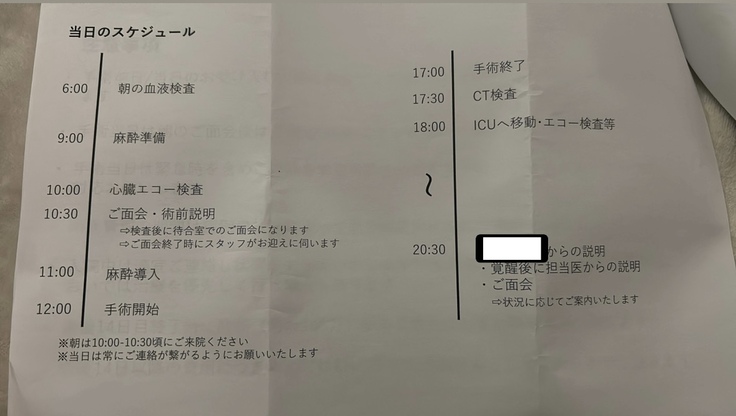 当日のスケジュール
6:00 朝の血液検査
9:00 麻酔準備
10:00 心臓エコー検査
10:30 ご面会・術前説明
⇨検査後に待合室でのご面会になります
⇨ご面会終了時にスタッフがお迎えに伺います
11:00 麻酔導入
12:00 手術開始
※朝は10:00-10:30頃にご来院ください
※当日は常にご連絡が繋がるようにお願いいたします
17:00 手術終了
17:30 CT検査
18:00 ICUへ移動・エコー検査等
〜
20:30 からの説明
・覚醒後に担当医からの説明
・ご面会
⇨状況に応じてご案内いたします